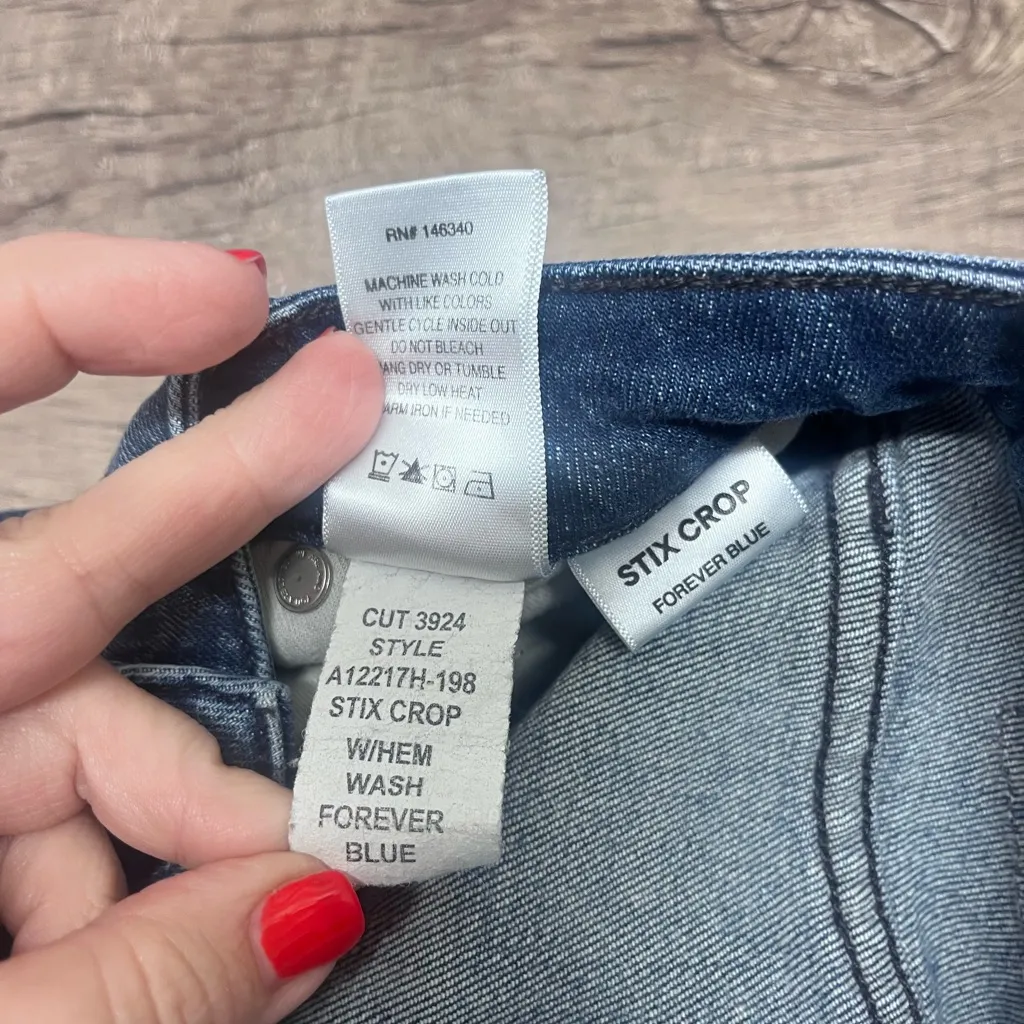 RN# 146340
MACHINE WASH COLD
WITH LIKE COLORS
GENTLE CYCLE INSIDE OUT
DO NOT BLEACH
ANG DRY OR TUMBLE
DRY LOW HEAT
ARM IRON IF NEEDED
CUT 3924
STYLE
A12217H-198
STIX CROP
W/HEM
WASH
FOREVER
BLUE
STIX CROP
FOREVER BLUE